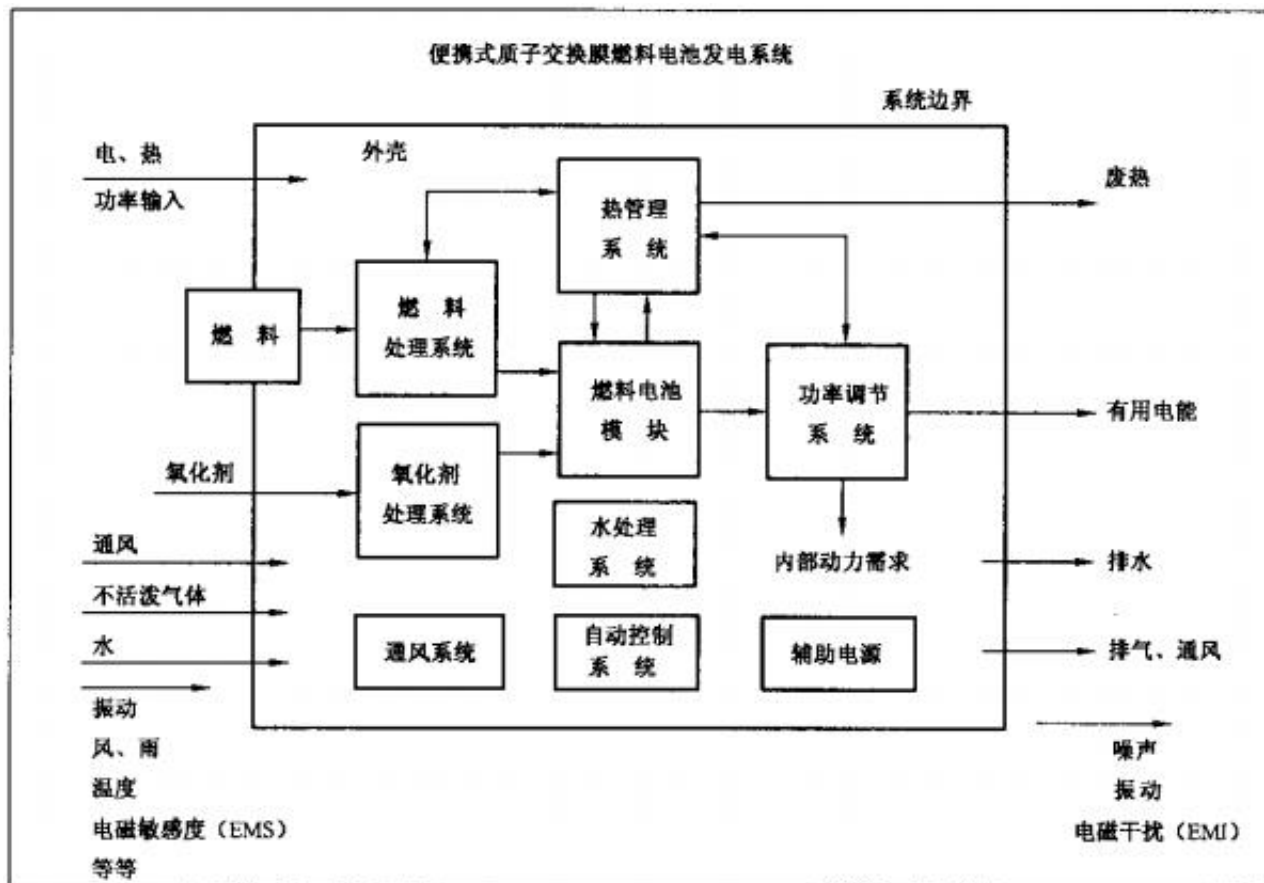 便携式质子交换膜燃料电池发电系统
系统边界
电、热
功率输入
外壳
热管理
系 统
废热
燃 料
燃 料
处理系统
燃料电池
模 块
功率调节
系 统
有用电能
氧化剂
氧化剂
处理系统
水处理
系 统
内部动力需求
通风
不活泼气体
水
排水
通风系统
自动控制
系 统
辅助电源
排气、通风
振动
风、雨
温度
电磁敏感度（EMS）
等等
噪声
振动
电磁干扰（EMI）